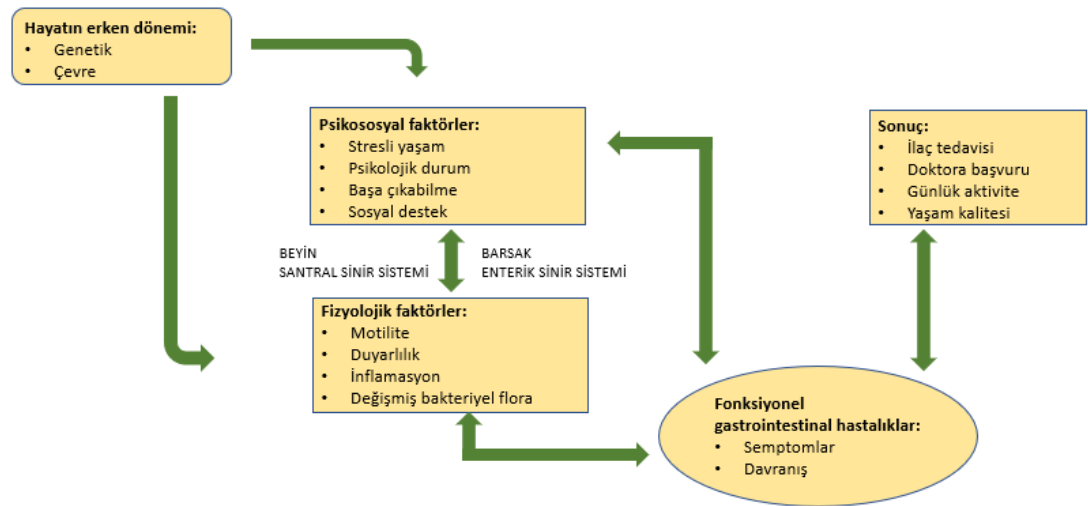 Hayatın erken dönemi:
• Genetik
• Çevre
Psikososyal faktörler:
• Stresli yaşam
• Psikolojik durum
• Başa çıkabilme
• Sosyal destek
Sonuç:
• İlaç tedavisi
• Doktora başvuru
• Günlük aktivite
• Yaşam kalitesi
BEYİN
SANTRAL SİNİR SİSTEMİ
BARSAK
ENTERİK SİNİR SİSTEMİ
Fizyolojik faktörler:
• Motilite
• Duyarlılık
• İnflamasyon
• Değişmiş bakteriyel flora
Fonksiyonel
gastrointestinal hastalıklar:
• Semptomlar
• Davranış